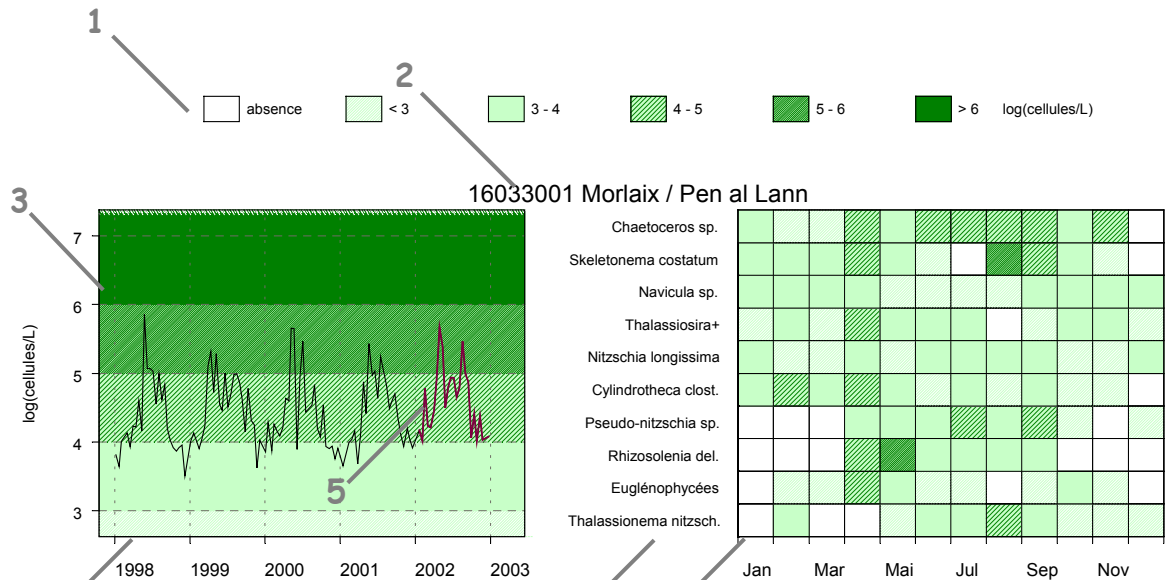 1
2
absence
< 3
3 - 4
4 - 5
5 - 6
> 6
log(cellules/L)
16033001 Morlaix / Pen al Lann
3
7
6
5
4
3
log(cellules/L)
5
1998
1999
2000
2001
2002
2003
Chaetoceros sp.
Skeletonema costatum
Navicula sp.
Thalassiosira+
Nitzschia longissima
Cylindrotheca clost.
Pseudo-nitzschia sp.
Rhizosolenia del.
Euglénophycées
Thalassionema nitzsch.
Jan
Mar
Mai
Jul
Sep
Nov